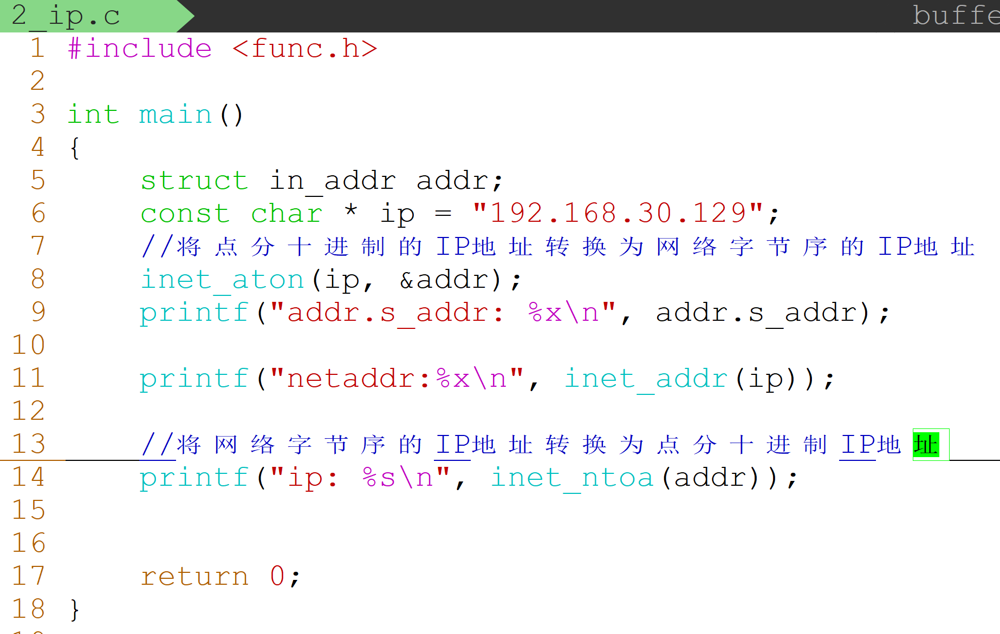 2_ip.c buffe
1 #include <func.h>
2
3 int main()
4 {
5 struct in_addr addr;
6 const char * ip = "192.168.30.129";
7 //将点分十进制的IP地址转换为网络字节序的IP地址
8 inet_aton(ip, &addr);
9 printf("addr.s_addr: %x\n", addr.s_addr);
10
11 printf("netaddr:%x\n", inet_addr(ip));
12
13 //将网络字节序的IP地址转换为点分十进制IP地址
14 printf("ip: %s\n", inet_ntoa(addr));
15
16
17 return 0;
18 }